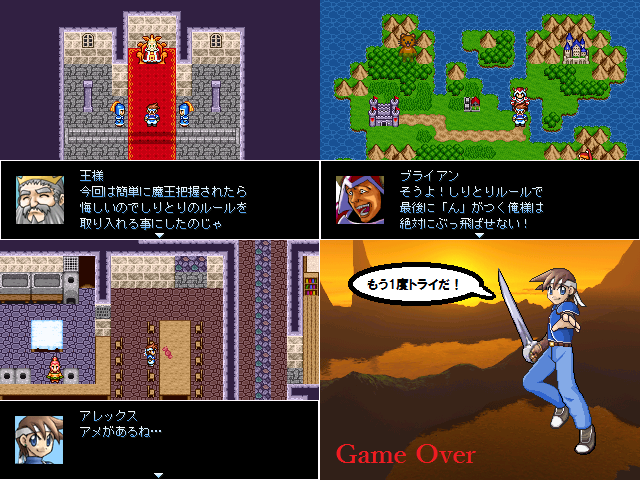 王様
今回は簡単に魔王把握されたら
悔しいのでしりとりのルールを
取り入れる事にしたのじゃ
ブライアン
そうよ！しりとりルールで
最後に「ん」がつく俺様は
絶対にぶっ飛ばせない！
アレックス
アメがあるね…
もう1度トライだ！
Game Over